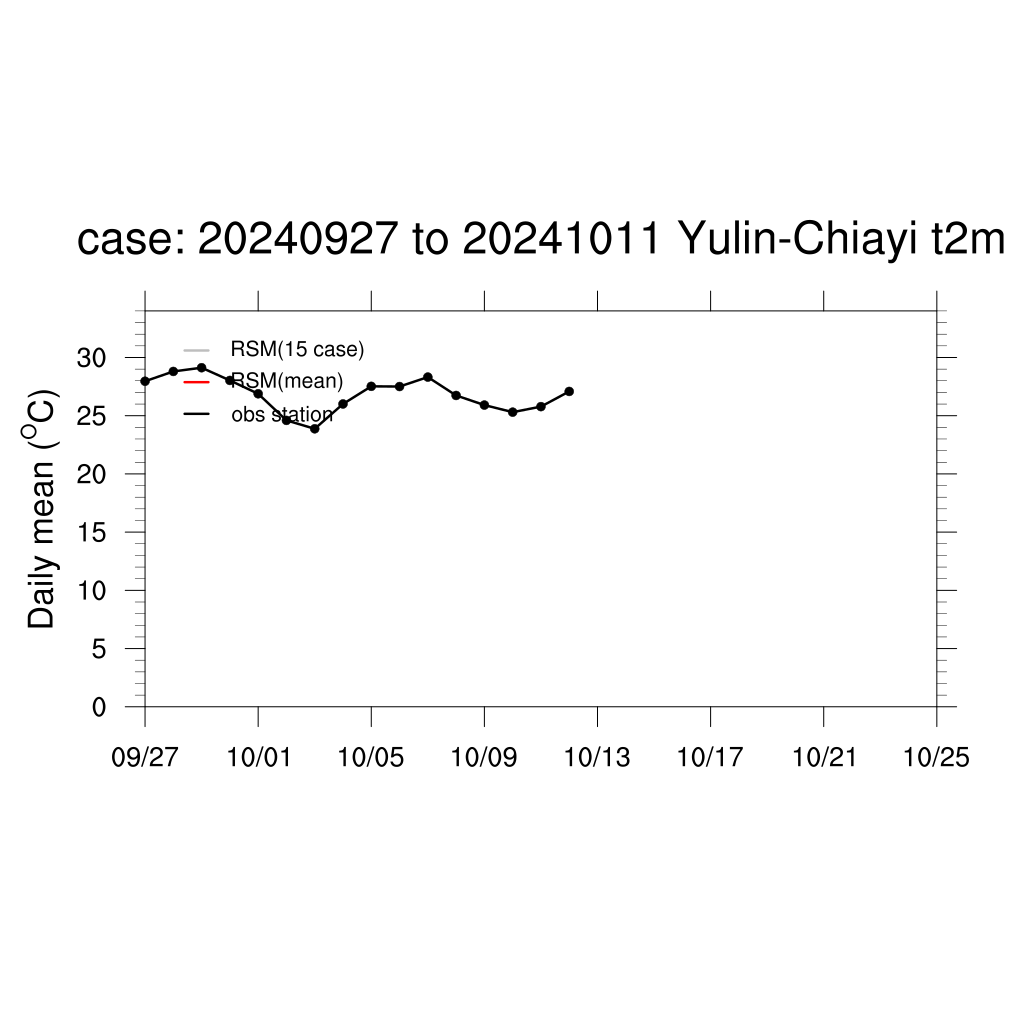 case: 20240927 to 20241011 Yulin-Chiayi t2m
RSM(15 case)
RSM(mean)
obs station
Daily mean (°C)
30
25
20
15
10
5
0
09/27 10/01 10/05 10/09 10/13 10/17 10/21 10/25